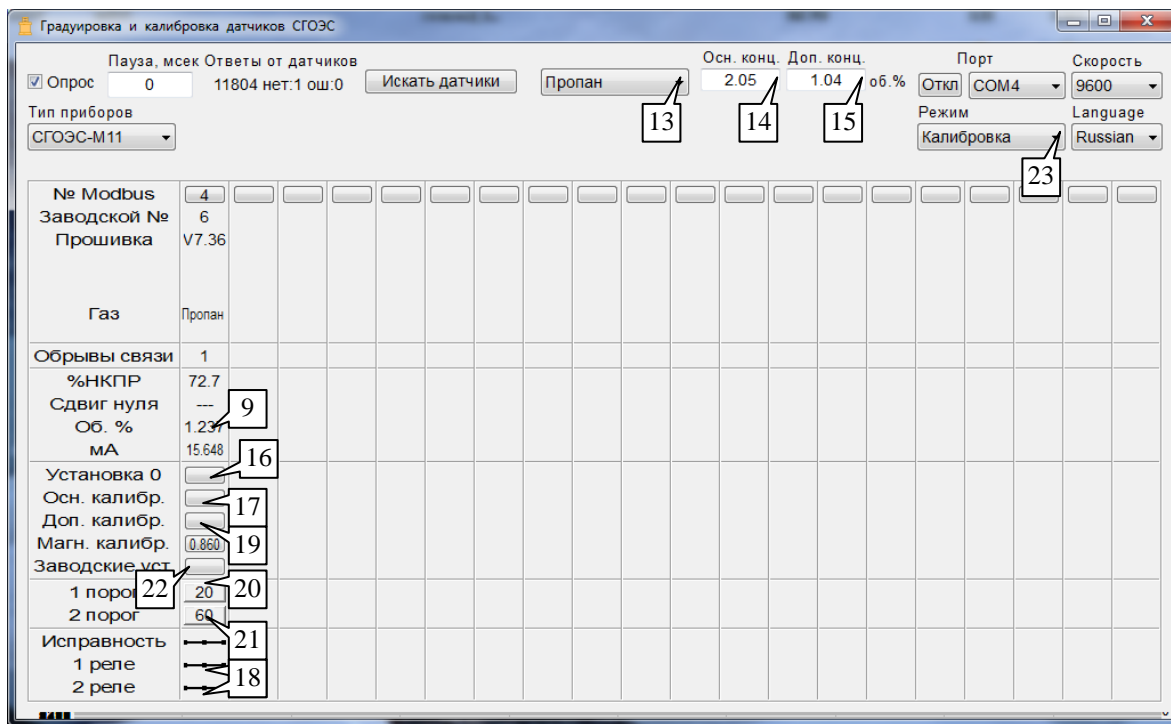 Градуировка и калибровка датчиков СГОЭС
Пауза, мсек Ответы от датчиков
Осн. конц. Доп. конц.
Порт
Скорость
Опрос 0 11804 нет:1 ош:0 Искать датчики Пропан 2.05 1.04 об.% Откл COM4 9600
13 14 15
Тип приборов
Режим
Language
СГОЭС-М11
Калибровка
Russian
23
№ Modbus 4
Заводской № 6
Прошивка V7.36
Газ Пропан
Обрывы связи 1
%НКПР 72.7
Сдвиг нуля ---
9
Об. % 1.237
мА 15.648
16
Установка 0
Осн. калибр.
17
Доп. калибр.
Магн. калибр. 0.860
19
Заводские уст
22
1 порог 20
20
2 порог 60
21
Исправность
1 реле
18
2 реле